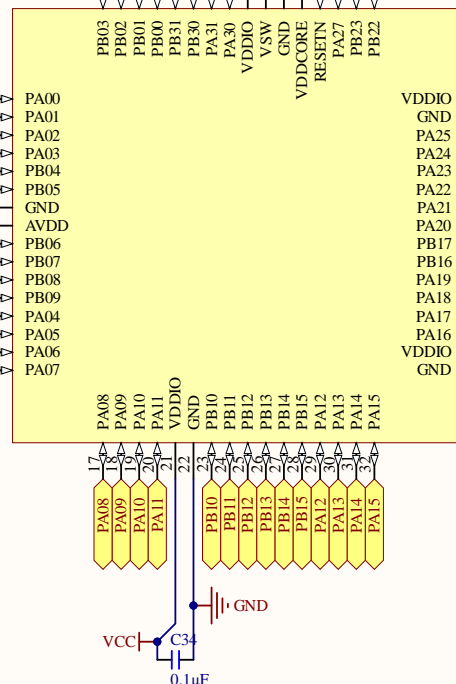 PB03 PB02 PB01 PB00 PB31 PB30 PA31 PA30 VDDIO VSW GND VDDCORE RESETN PA27 PB23 PB22
PA00 VDDIO
PA01 GND
PA02 PA25
PA03 PA24
PB04 PA23
PB05 PA22
GND PA21
AVDD PA20
PB06 PB17
PB07 PB16
PB08 PA19
PB09 PA18
PA04 PA17
PA05 PA16
PA06 VDDIO
PA07 GND
PA08 PA09 PA10 PA11 VDDIO GND PB10 PB11 PB12 PB13 PB14 PB15 PA12 PA13 PA14 PA15
17 18 19 20 21 22 23 24 25 26 27 28 29 30 31 32
PA08 PA09 PA10 PA11 PB10 PB11 PB12 PB13 PB14 PB15 PA12 PA13 PA14 PA15
GND
VCC C34
0.1uF